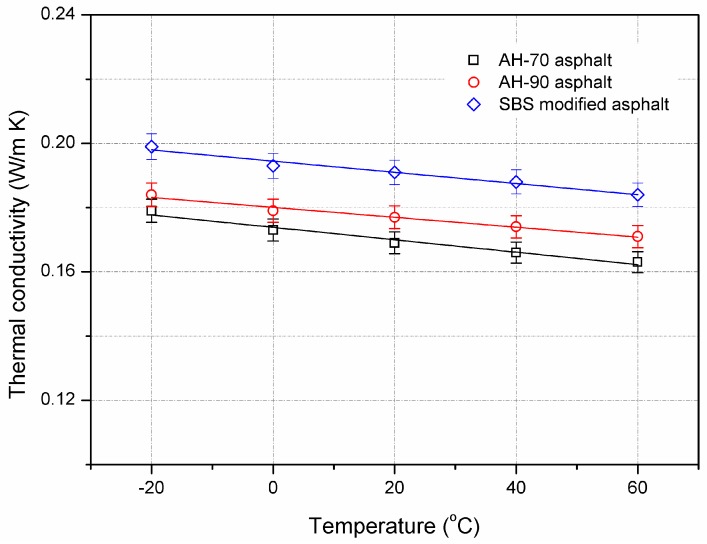 AH-70 asphalt
AH-90 asphalt
SBS modified asphalt
Thermal conductivity (W/m K)
0.24
0.20
0.16
0.12
-20 0 20 40 60
Temperature (°C)